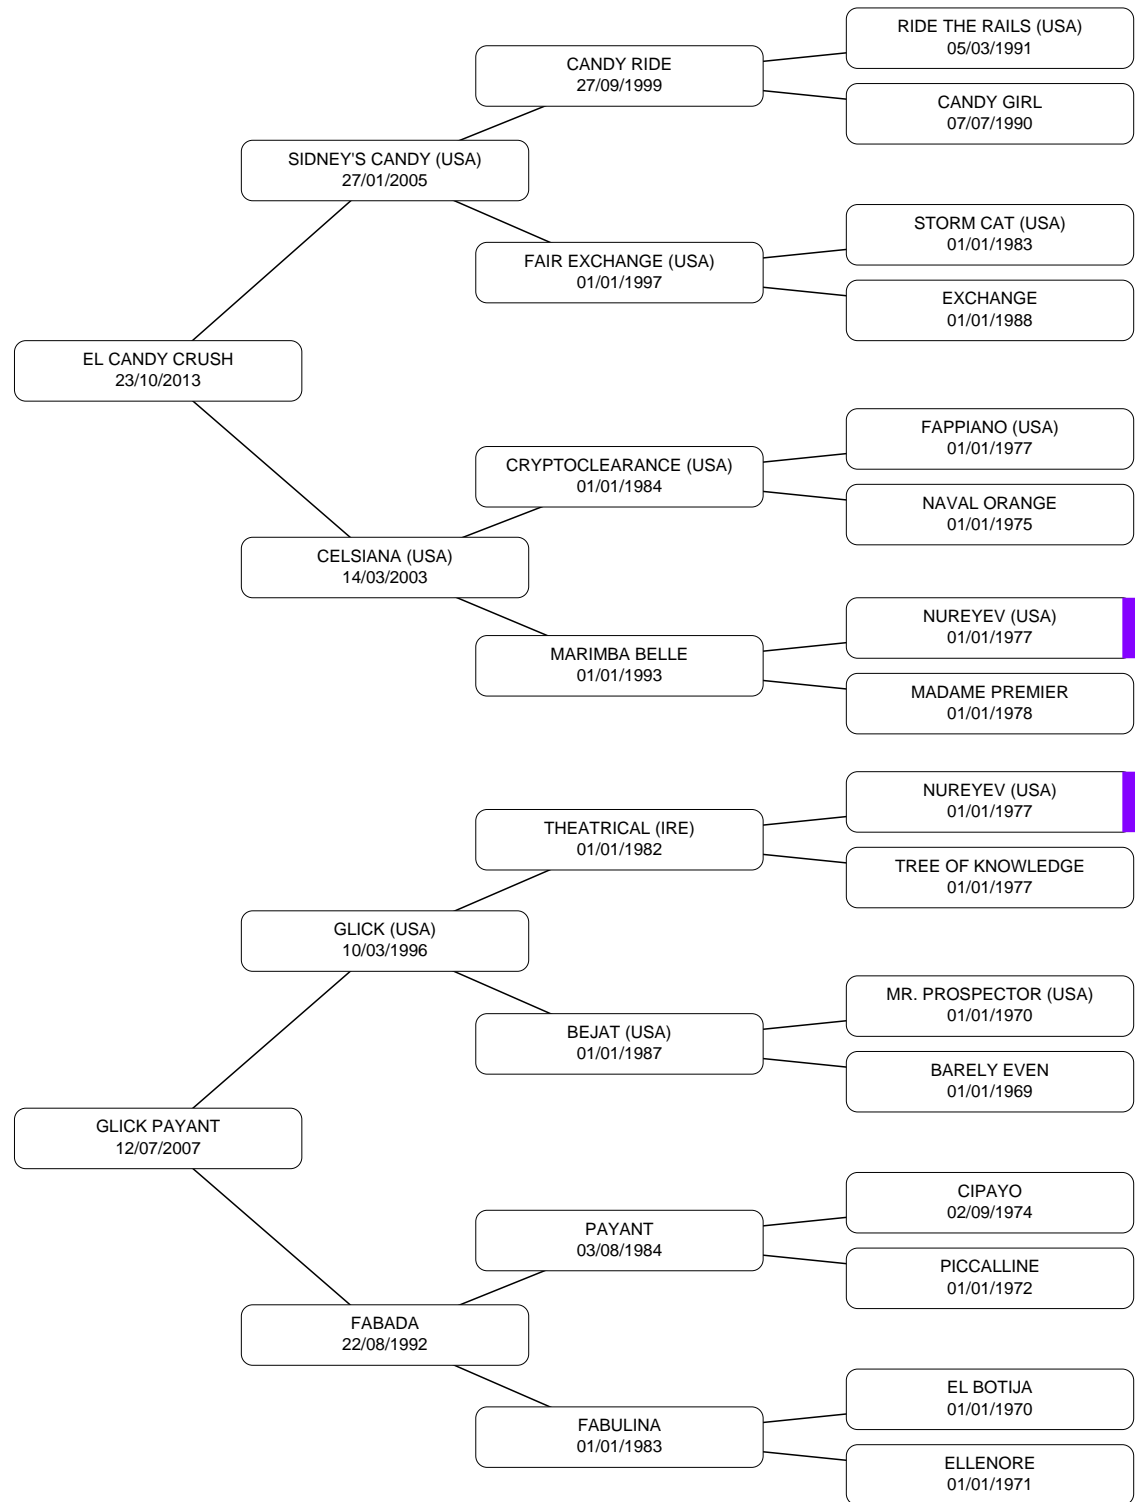 RIDE THE RAILS (USA)
05/03/1991
CANDY RIDE
27/09/1999
CANDY GIRL
07/07/1990
SIDNEY'S CANDY (USA)
27/01/2005
STORM CAT (USA)
01/01/1983
FAIR EXCHANGE (USA)
01/01/1997
EXCHANGE
01/01/1988
EL CANDY CRUSH
23/10/2013
FAPPIANO (USA)
01/01/1977
CRYPTOCLEARANCE (USA)
01/01/1984
NAVAL ORANGE
01/01/1975
CELSIANA (USA)
14/03/2003
NUREYEV (USA)
01/01/1977
MARIMBA BELLE
01/01/1993
MADAME PREMIER
01/01/1978
NUREYEV (USA)
01/01/1977
THEATRICAL (IRE)
01/01/1982
TREE OF KNOWLEDGE
01/01/1977
GLICK (USA)
10/03/1996
MR. PROSPECTOR (USA)
01/01/1970
BEJAT (USA)
01/01/1987
BARELY EVEN
01/01/1969
GLICK PAYANT
12/07/2007
CIPAYO
02/09/1974
PAYANT
03/08/1984
PICCALLINE
01/01/1972
FABADA
22/08/1992
EL BOTIJA
01/01/1970
FABULINA
01/01/1983
ELLENORE
01/01/1971